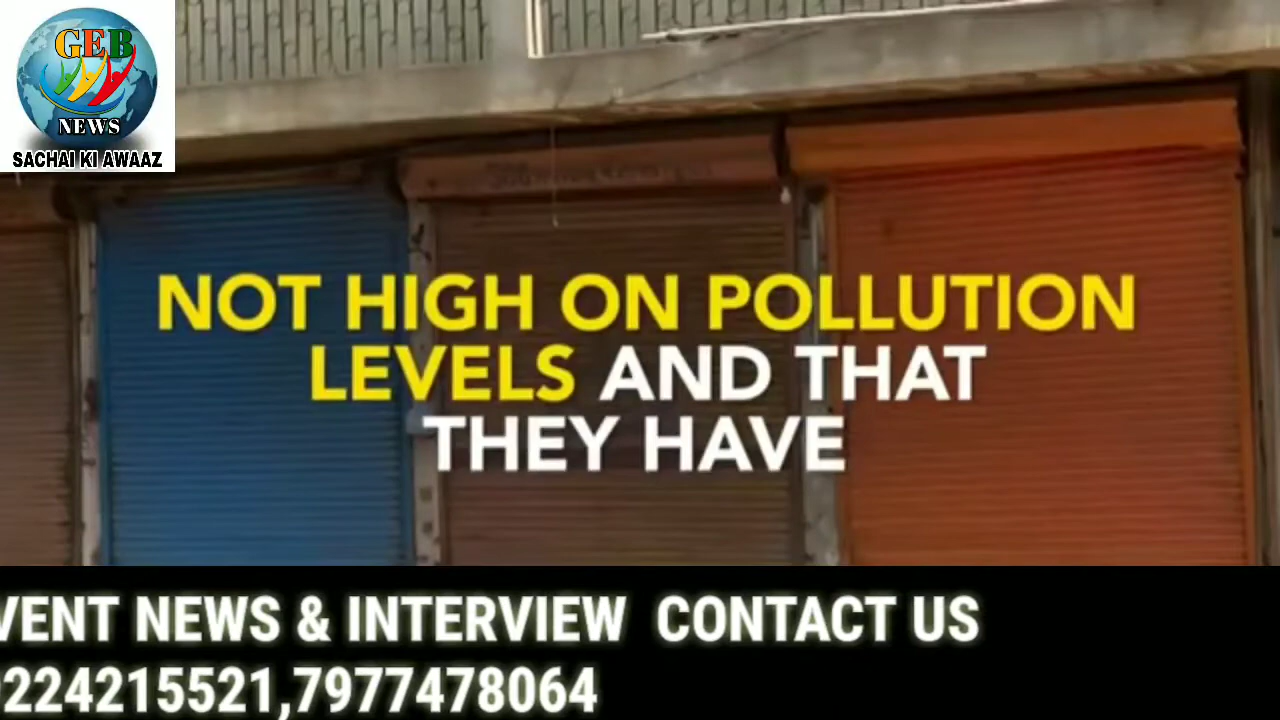 GEB
NEWS
SACHAI KI AWAAZ
NOT HIGH ON POLLUTION
LEVELS AND THAT
THEY HAVE
VENT NEWS & INTERVIEW CONTACT US
224215521,7977478064